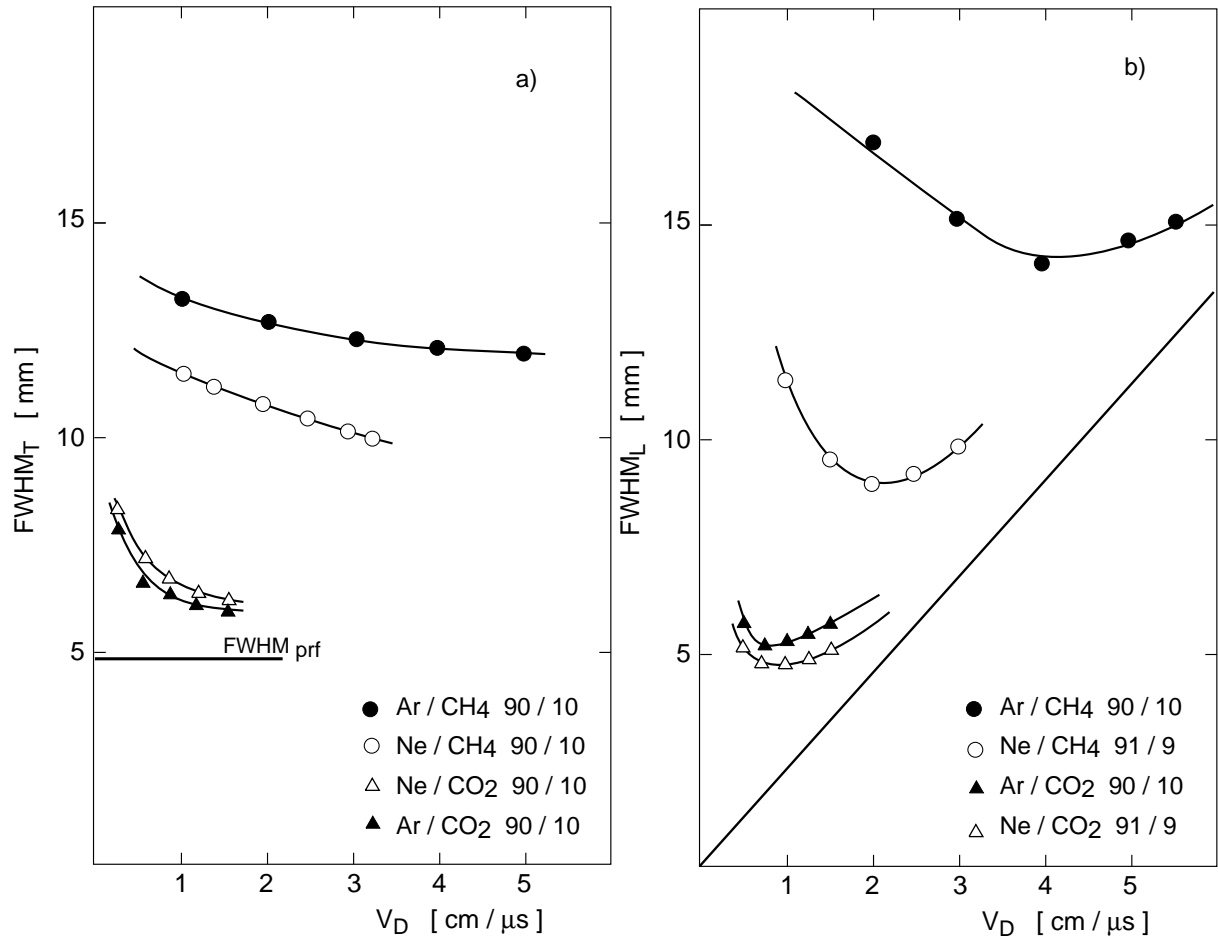 a)
15
10
5
FWHM_T [ mm ]
FWHM prf
Ar / CH4 90 / 10
Ne / CH4 90 / 10
Ne / CO2 90 / 10
Ar / CO2 90 / 10
1 2 3 4 5
V_D [ cm / μs ]
b)
15
10
5
FWHM_L [ mm ]
Ar / CH4 90 / 10
Ne / CH4 91 / 9
Ar / CO2 90 / 10
Ne / CO2 91 / 9
1 2 3 4 5
V_D [ cm / μs ]